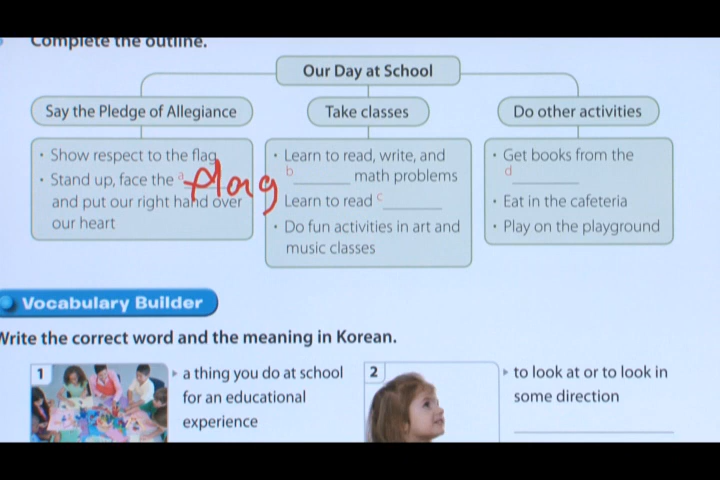 Complete the outline.
Our Day at School
Say the Pledge of Allegiance
• Show respect to the flag
• Stand up, face the a flag
and put our right hand over
our heart
Take classes
• Learn to read, write, and
b ________ math problems
Learn to read c ________
• Do fun activities in art and
music classes
Do other activities
• Get books from the
d ________
• Eat in the cafeteria
• Play on the playground
Vocabulary Builder
Write the correct word and the meaning in Korean.
1
▸ a thing you do at school
for an educational
experience
2
▸ to look at or to look in
some direction